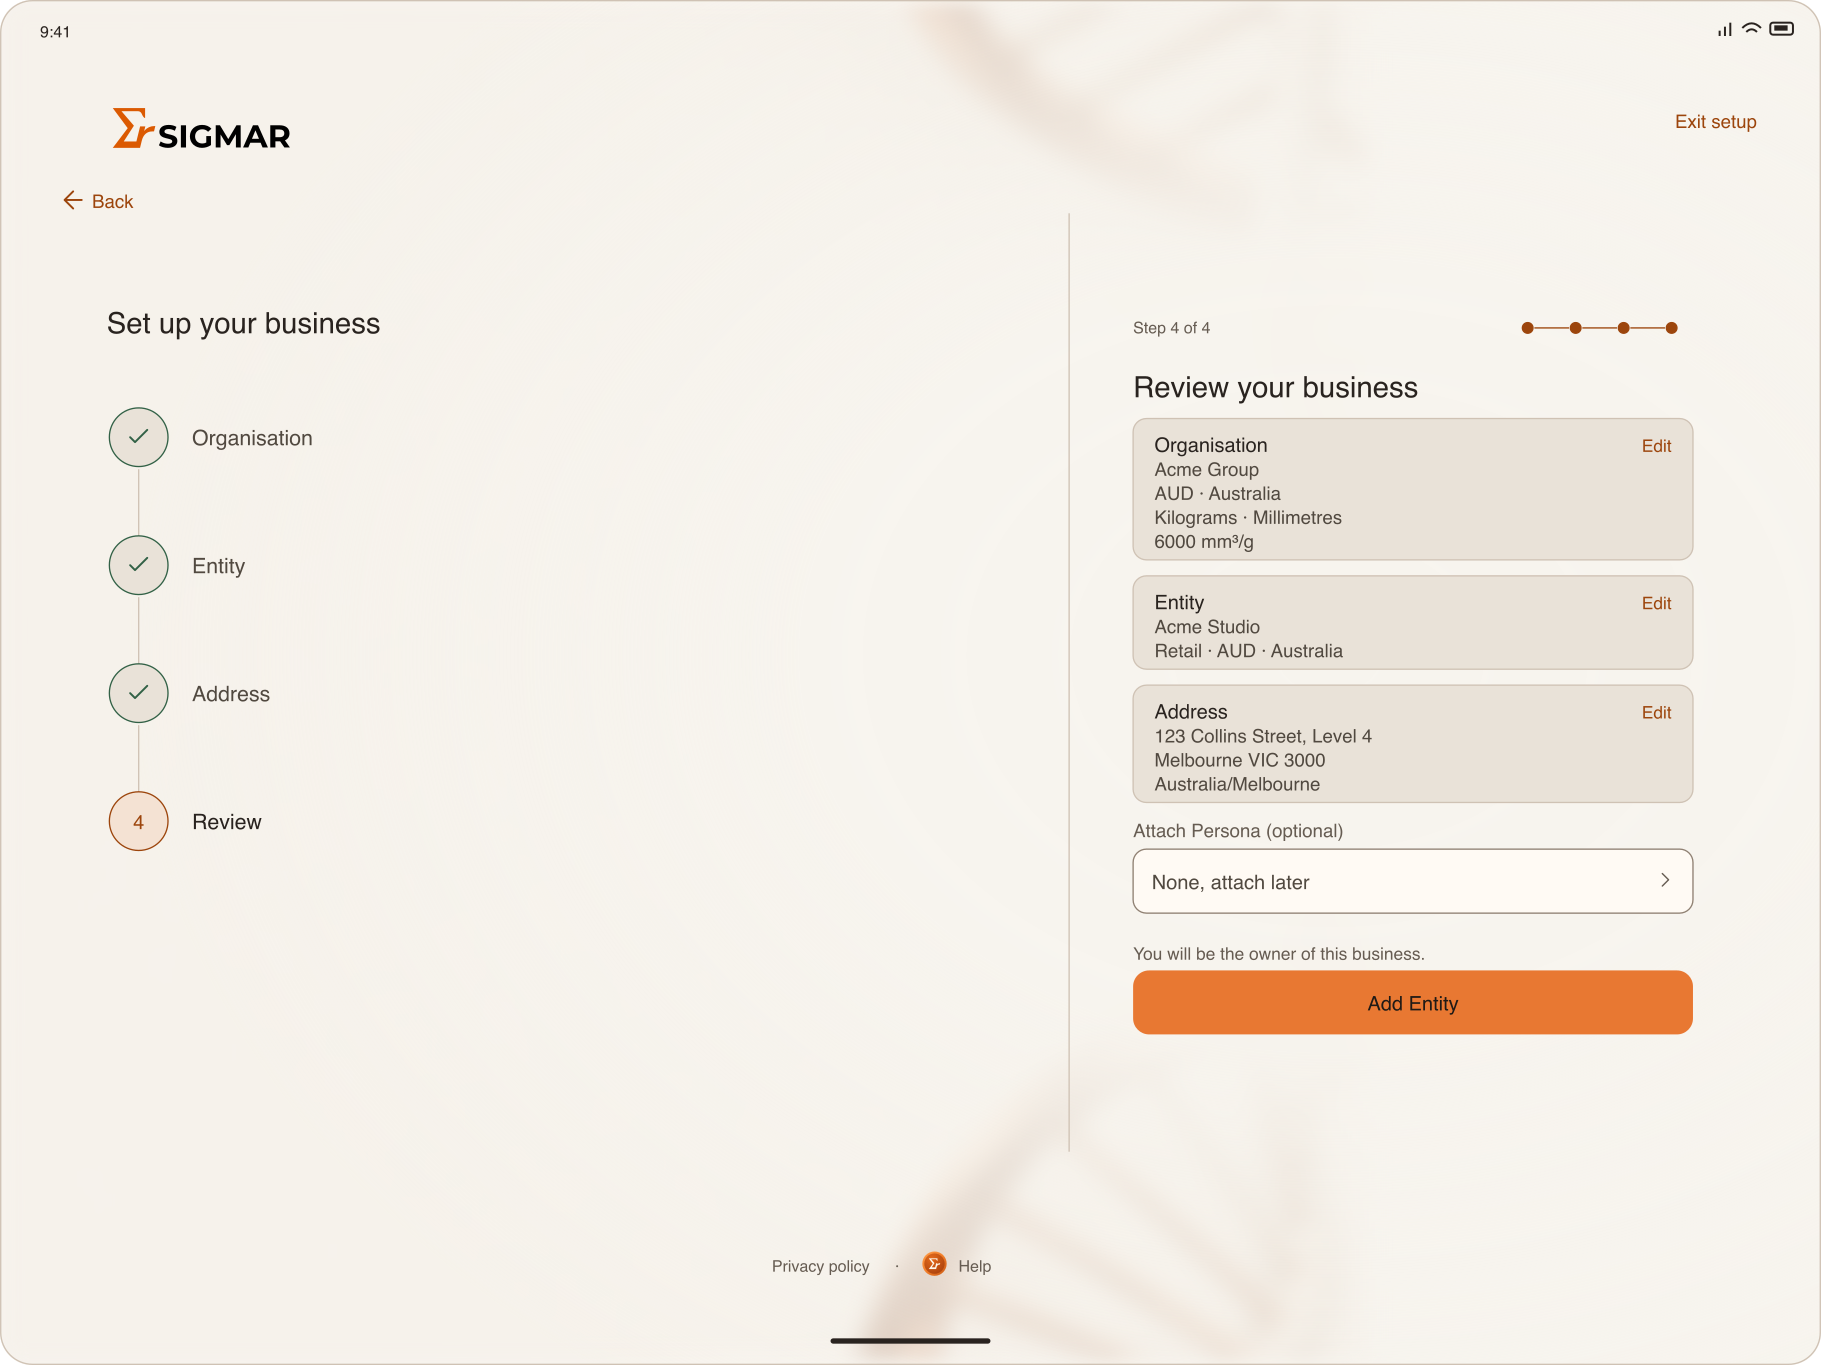 9:41
Σr SIGMAR
Exit setup
Back
Set up your business
Organisation
Entity
Address
4
Review
Step 4 of 4
Review your business
Organisation
Edit
Acme Group
AUD · Australia
Kilograms · Millimetres
6000 mm³/g
Entity
Edit
Acme Studio
Retail · AUD · Australia
Address
Edit
123 Collins Street, Level 4
Melbourne VIC 3000
Australia/Melbourne
Attach Persona (optional)
None, attach later
You will be the owner of this business.
Add Entity
Privacy policy · Σr Help